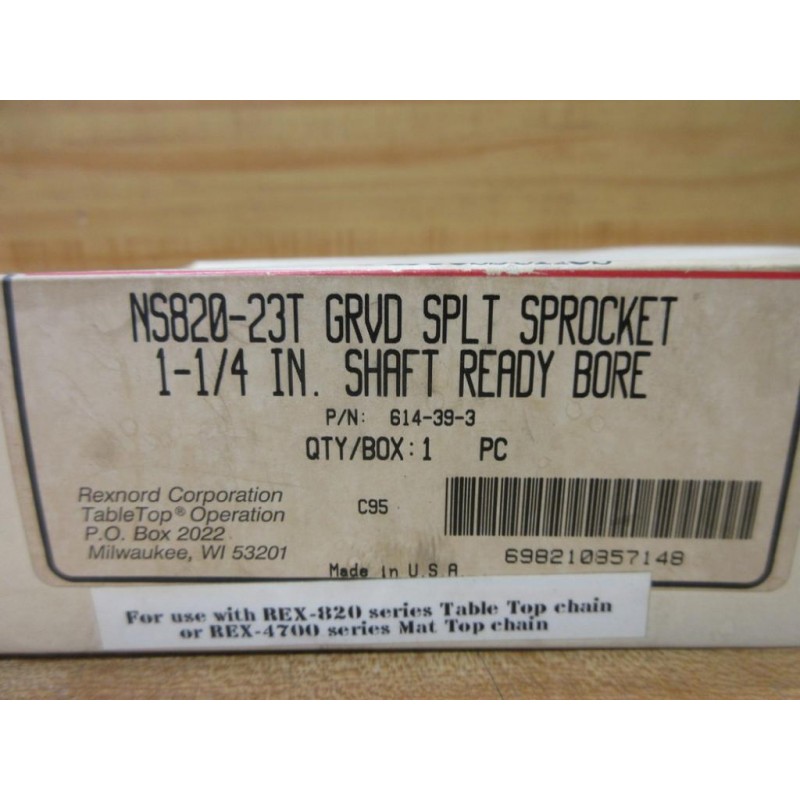 NS820-23T GRVD SPLT SPROCKET
1-1/4 IN. SHAFT READY BORE
P/N: 614-39-3
QTY/BOX: 1 PC
Rexnord Corporation
TableTop® Operation
P.O. Box 2022
Milwaukee, WI 53201
C95
698210357148
Made in U.S.A.
For use with REX-820 series Table Top chain
or REX-4700 series Mat Top chain